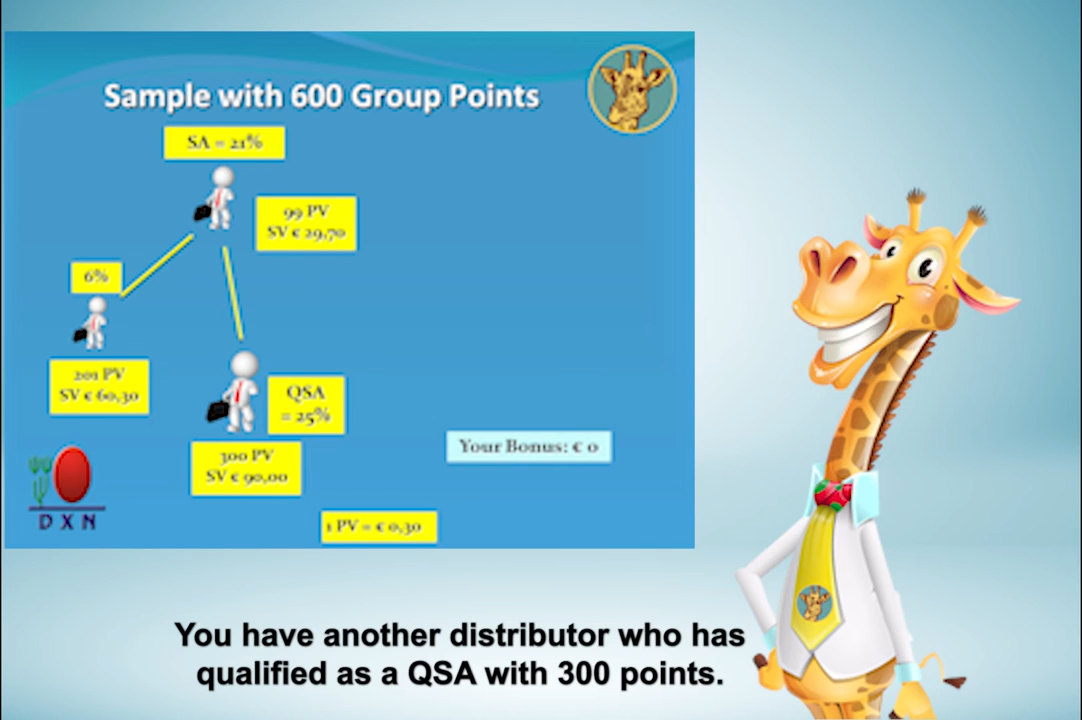 Sample with 600 Group Points
SA = 21%
99 PV
SV € 29,70
6%
201 PV
SV € 60,30
QSA
= 25%
300 PV
SV € 90,00
Your Bonus: € 0
1 PV = € 0,30
DXN
You have another distributor who has
qualified as a QSA with 300 points.